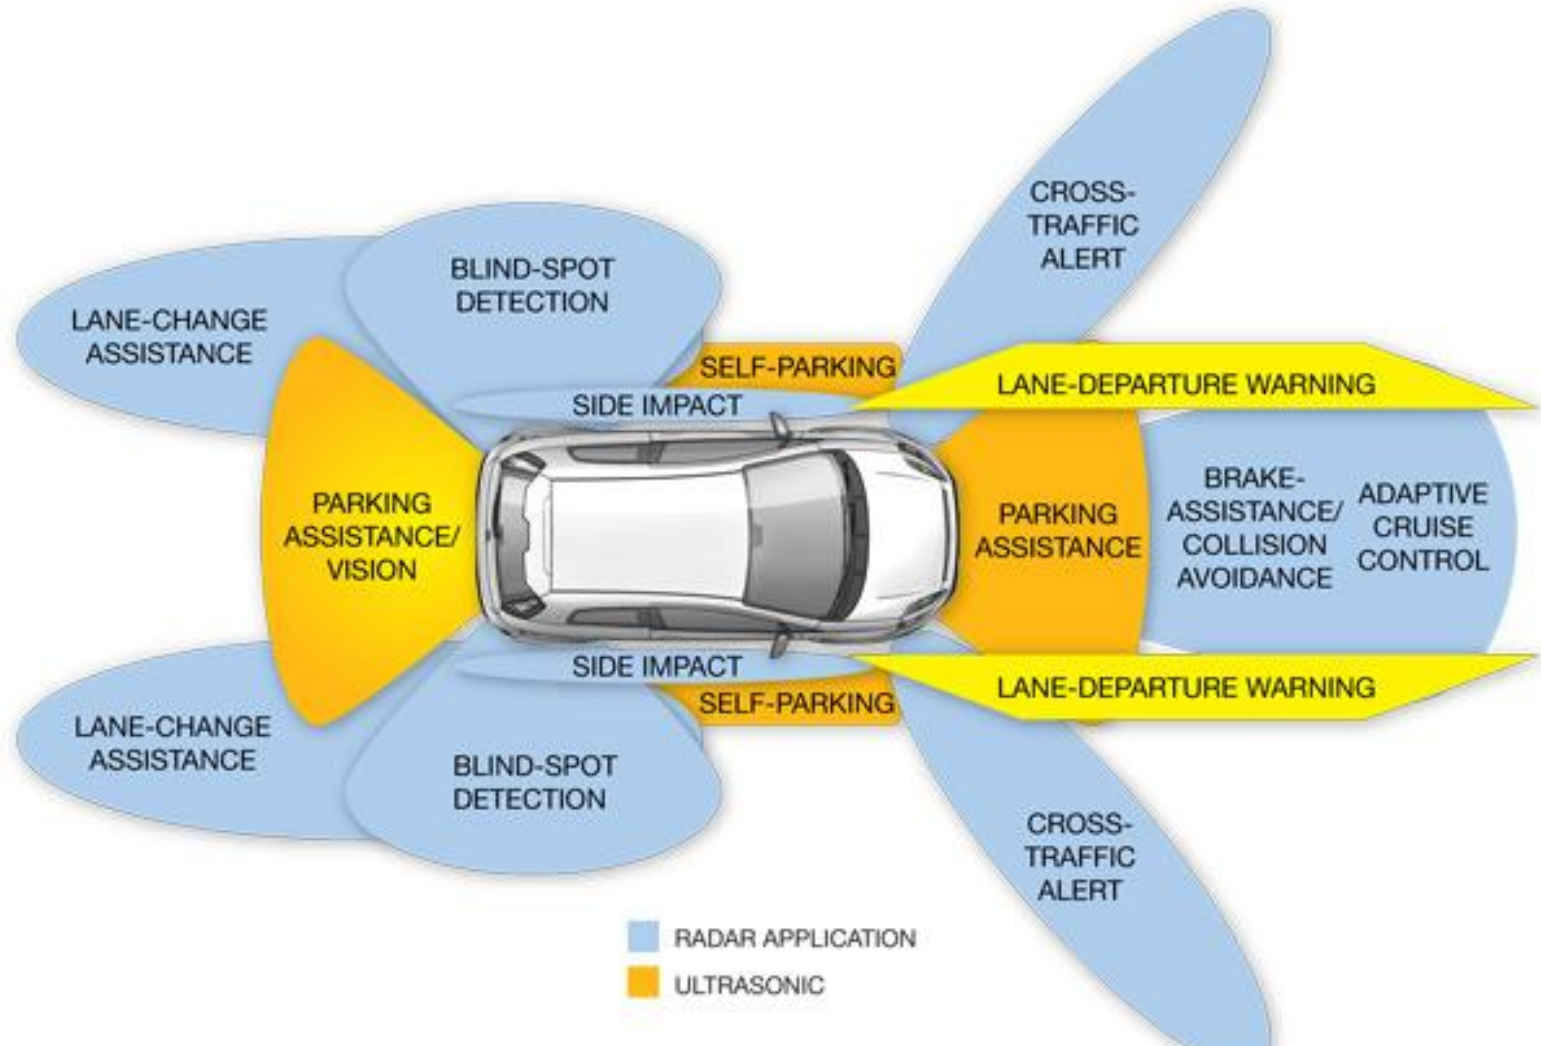 CROSS-
TRAFFIC
ALERT
BLIND-SPOT
DETECTION
LANE-CHANGE
ASSISTANCE
SELF-PARKING
LANE-DEPARTURE WARNING
SIDE IMPACT
PARKING
ASSISTANCE/
VISION
PARKING
ASSISTANCE
BRAKE-
ASSISTANCE/
COLLISION
AVOIDANCE
ADAPTIVE
CRUISE
CONTROL
SIDE IMPACT
LANE-DEPARTURE WARNING
SELF-PARKING
LANE-CHANGE
ASSISTANCE
BLIND-SPOT
DETECTION
CROSS-
TRAFFIC
ALERT
RADAR APPLICATION
ULTRASONIC